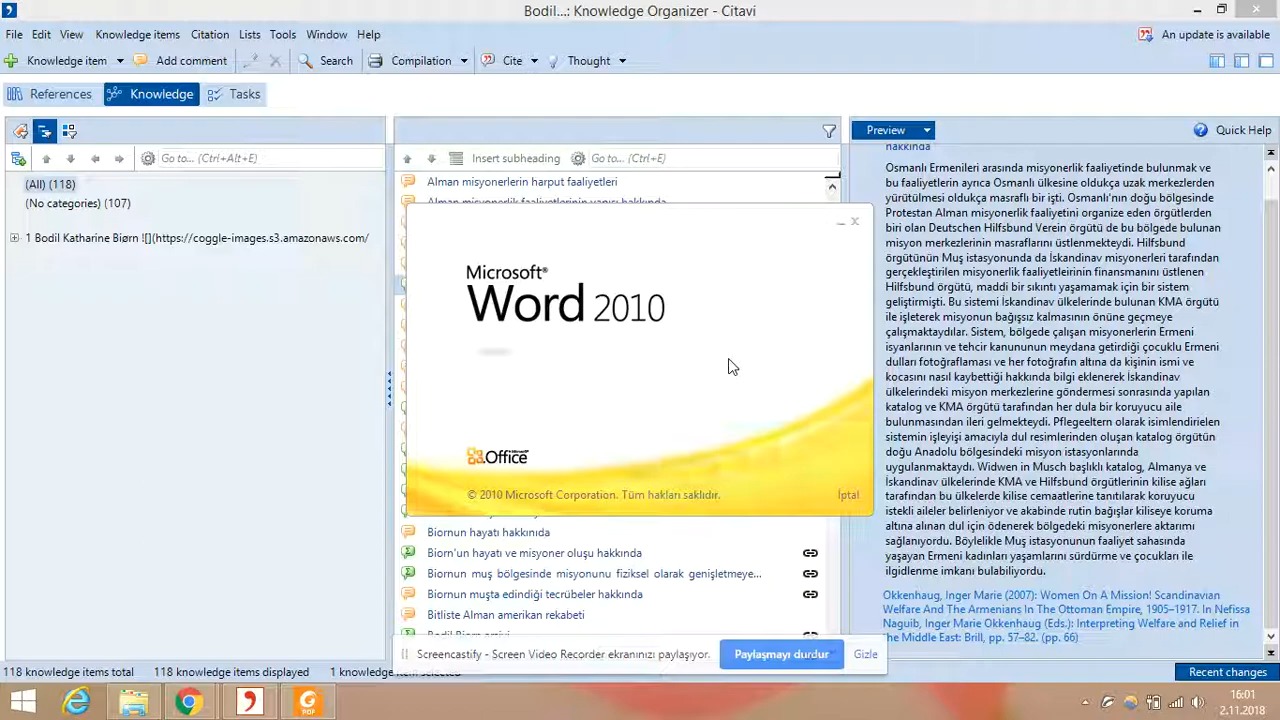 Bodil...: Knowledge Organizer - Citavi
File Edit View Knowledge items Citation Lists Tools Window Help
An update is available
Knowledge item Add comment Search Compilation Cite Thought
References Knowledge Tasks
Preview
Quick Help
Go to... (Ctrl+Alt+E)
Insert subheading Go to... (Ctrl+E)
(All) (118)
(No categories) (107)
1 Bodil Katharine Biørn ![](https://coggle-images.s3.amazonaws.com/
Alman misyonerlerin harput faaliyetleri
Alman misyonerlik faaliyetlerinin yapısı hakkında
Microsoft®
Word 2010
Office
© 2010 Microsoft Corporation. Tüm hakları saklıdır.
İptal
Biornun hayatı hakkınıda
Biorn'un hayatı ve misyoner oluşu hakkında
Biornun muş bölgesinde misyonunu fiziksel olarak genişletmeye...
Biornun muşta edindiği tecrübeler hakkında
Bitliste Alman amerikan rekabeti
hakkında
Osmanlı Ermenileri arasında misyonerlik faaliyetinde bulunmak ve
bu faaliyetlerin ayrıca Osmanlı ülkesine oldukça uzak merkezlerden
yürütülmesi oldukça masraflı bir işti. Osmanlı'nın doğu bölgesinde
Protestan Alman misyonerlik faaliyetini organize eden örgütlerden
biri olan Deutschen Hilfsbund Verein örgütü de bu bölgede bulunan
misyon merkezlerinin masraflarını üstlenmekteydi. Hilfsbund
örgütünün Muş istasyonunda da İskandinav misyonerleri tarafından
gerçekleştirilen misyonerlik faaliyetleirinin finansmanını üstlenen
Hilfsbund örgütü, maddi bir sıkıntı yaşamamak için bir sistem
geliştirmişti. Bu sistemi İskandinav ülkelerinde bulunan KMA örgütü
ile işleterek misyonun bağışsız kalmasının önüne geçmeye
çalışmaktaydılar. Sistem, bölgede çalışan misyonerlerin Ermeni
isyanlarının ve tehcir kanununun meydana getirdiği çocuklu Ermeni
dulları fotoğraflaması ve her fotoğrafın altına da kişinin ismi ve
kocasını nasıl kaybettiği hakkında bilgi eklenerek İskandinav
ülkelerindeki misyon merkezlerine göndermesi sonrasında yapılan
katalog ve KMA örgütü tarafından her dula bir koruyucu aile
bulunmasından ileri gelmekteydi. Pflegeeltern olarak isimlendirilen
sistemin işleyişi amacıyla dul resimlerinden oluşan katalog örgütün
doğu Anadolu bölgesindeki misyon istasyonlarında
uygulanmaktaydı. Widwen in Musch başlıklı katalog, Almanya ve
İskandinav ülkelerinde KMA ve Hilfsbund örgütlerinin kilise ağları
tarafından bu ülkelerde kilise cemaatlerine tanıtılarak koruyucu
istekli aileler belirleniyor ve akabinde rutin bağışlar kiliseye koruma
altına alınan dul için ödenerek bölgedeki misyonerlere aktarımı
sağlanıyordu. Böylelikle Muş istasyonunun faaliyet sahasında
yaşayan Ermeni kadınları yaşamlarını sürdürme ve çocukları ile
ilgidlenme imkanı bulabiliyordu.
Okkenhaug, Inger Marie (2007): Women On A Mission! Scandinavian
Welfare And The Armenians In The Ottoman Empire, 1905–1917. In Nefissa
Naguib, Inger Marie Okkenhaug (Eds.): Interpreting Welfare and Relief in
the Middle East: Brill, pp. 57–82. (pp. 66)
Screencastify - Screen Video Recorder ekranınızı paylaşıyor.
Paylaşmayı durdur
Gizle
118 knowledge items total 118 knowledge items displayed 1 knowledge item selected
Recent changes
PDF
16:01
2.11.2018